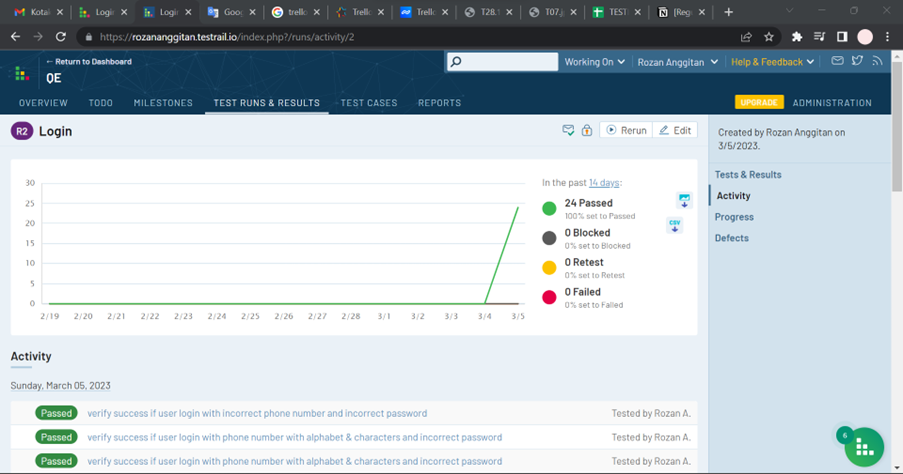 Kotak
Login
Login
Goog
trello
Trello
Trello
T28.1
T07.j
TEST
[Reg
https://rozananggitan.testrail.io/index.php?/runs/activity/2
← Return to Dashboard
QE
Working On
Rozan Anggitan
Help & Feedback
OVERVIEW
TODO
MILESTONES
TEST RUNS & RESULTS
TEST CASES
REPORTS
UPGRADE
ADMINISTRATION
R2 Login
Rerun
Edit
Created by Rozan Anggitan on
3/5/2023.
Tests & Results
Activity
Progress
Defects
30
25
20
15
10
5
0
2/19 2/20 2/21 2/22 2/23 2/24 2/25 2/26 2/27 2/28 3/1 3/2 3/3 3/4 3/5
In the past 14 days:
24 Passed
100% set to Passed
0 Blocked
0% set to Blocked
0 Retest
0% set to Retest
0 Failed
0% set to Failed
CSV
Activity
Sunday, March 05, 2023
Passed verify success if user login with incorrect phone number and incorrect password Tested by Rozan A.
Passed verify success if user login with phone number with alphabet & characters and incorrect password Tested by Rozan A.
Passed verify success if user login with phone number with alphabet & characters and incorrect password Tested by Rozan A.
6